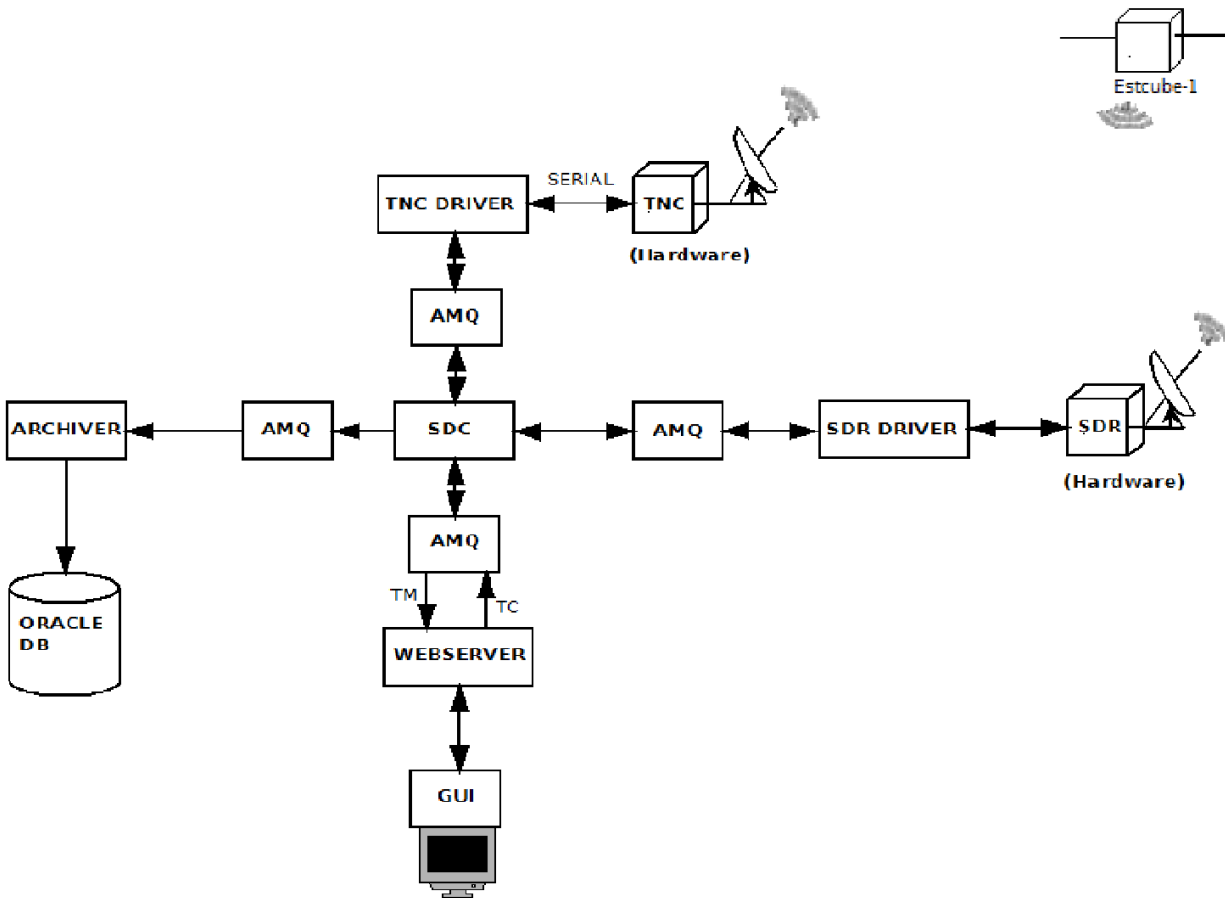 Estcube-1
SERIAL
TNC DRIVER
TNC
(Hardware)
AMQ
ARCHIVER
AMQ
SDC
AMQ
SDR DRIVER
SDR
(Hardware)
AMQ
TM
TC
ORACLE
DB
WEBSERVER
GUI